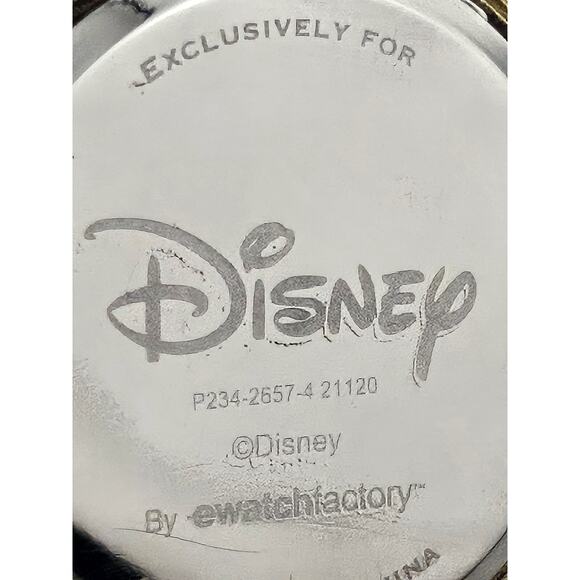 EXCLUSIVELY FOR
DISNEY
P234-2657-4 21120
©Disney
By ewatchfactory™